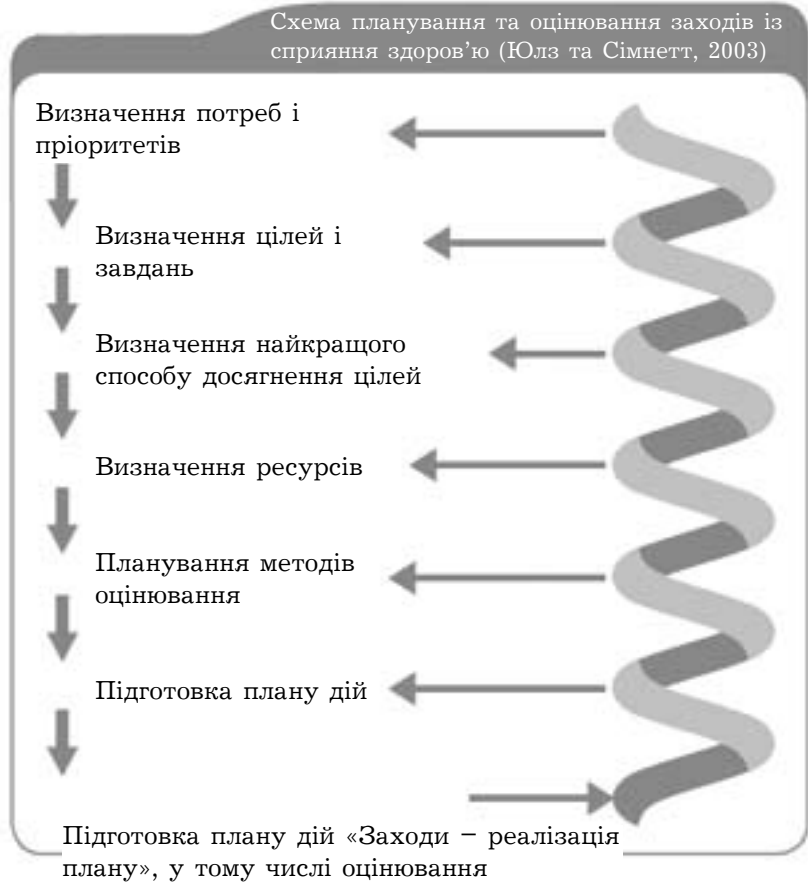 Схема планування та оцінювання заходів із
сприяння здоров’ю (Юлз та Сімнетт, 2003)
Визначення потреб і
пріоритетів
Визначення цілей і
завдань
Визначення найкращого
способу досягнення цілей
Визначення ресурсів
Планування методів
оцінювання
Підготовка плану дій
Підготовка плану дій «Заходи – реалізація
плану», у тому числі оцінювання